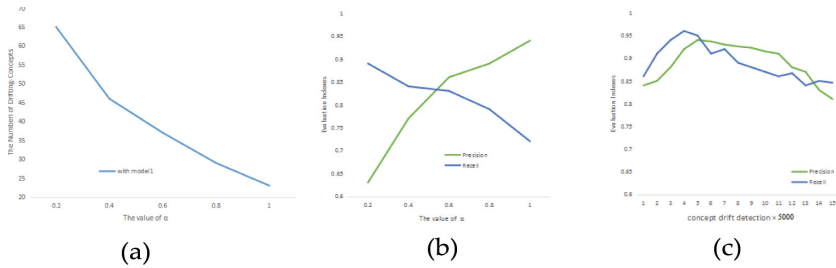 70
65
60
55
50
45
40
35
30
25
20
The Numbert of Drifting-Concepts
with model1
0.2 0.4 0.6 0.8 1
The value of α
(a)
1
0.95
0.9
0.85
0.8
0.75
0.7
0.65
0.6
Evaluation Indexes
Precision
Recell
0.2 0.4 0.6 0.8 1
The value of α
(b)
1
0.95
0.9
0.85
0.8
0.75
0.7
0.65
0.6
Evaluation Indexes
Precision
Recell
1 2 3 4 5 6 7 8 9 10 11 12 13 14 15
concept drift detection × 5000
(c)